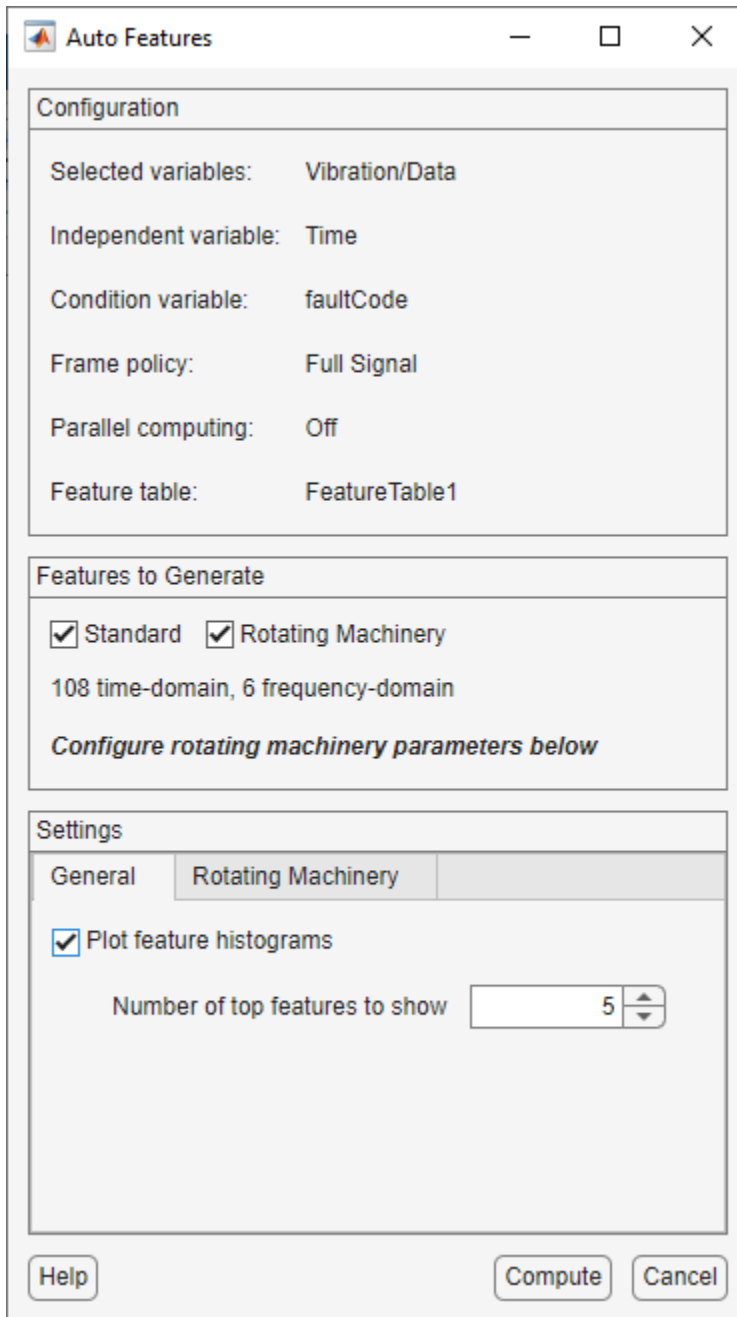 Auto Features
Configuration
Selected variables: Vibration/Data
Independent variable: Time
Condition variable: faultCode
Frame policy: Full Signal
Parallel computing: Off
Feature table: FeatureTable1
Features to Generate
Standard Rotating Machinery
108 time-domain, 6 frequency-domain
Configure rotating machinery parameters below
Settings
General Rotating Machinery
Plot feature histograms
Number of top features to show 5
Help Compute Cancel